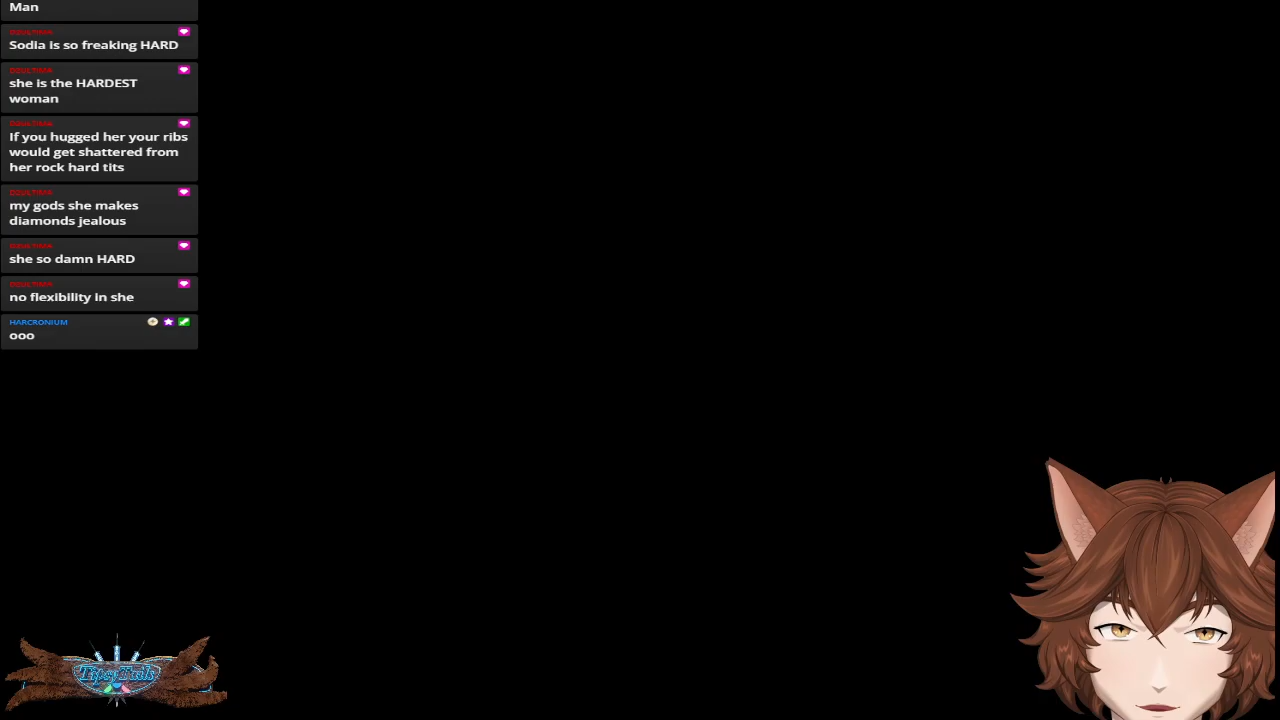 Man
Sodia is so freaking HARD
she is the HARDEST
woman
If you hugged her your ribs
would get shattered from
her rock hard tits
my gods she makes
diamonds jealous
she so damn HARD
no flexibility in she
HARCRONIUM
ooo
TipsyTails